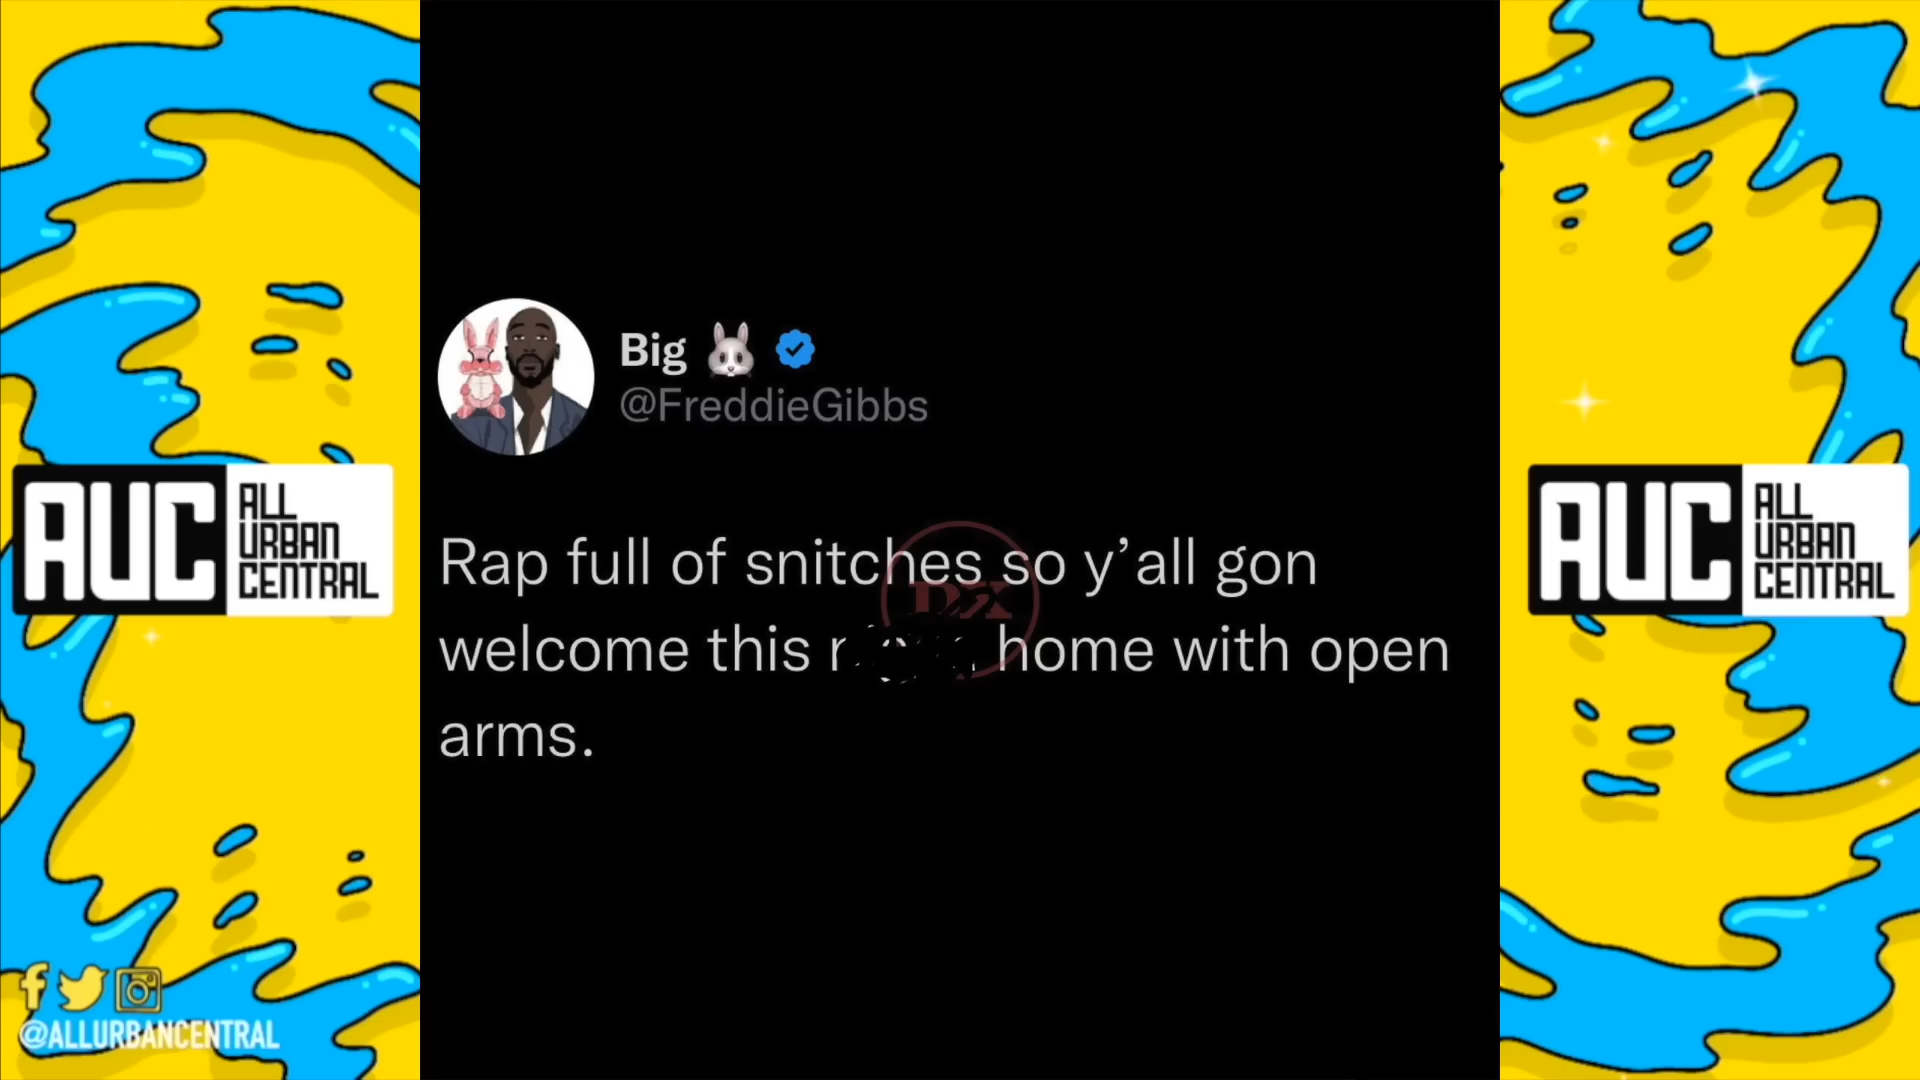 Big
@FreddieGibbs
Rap full of snitches so y’all gon
welcome this home with open
arms.
DX
AUC ALL
URBAN
CENTRAL
AUC ALL
URBAN
CENTRAL
@ALLURBANCENTRAL